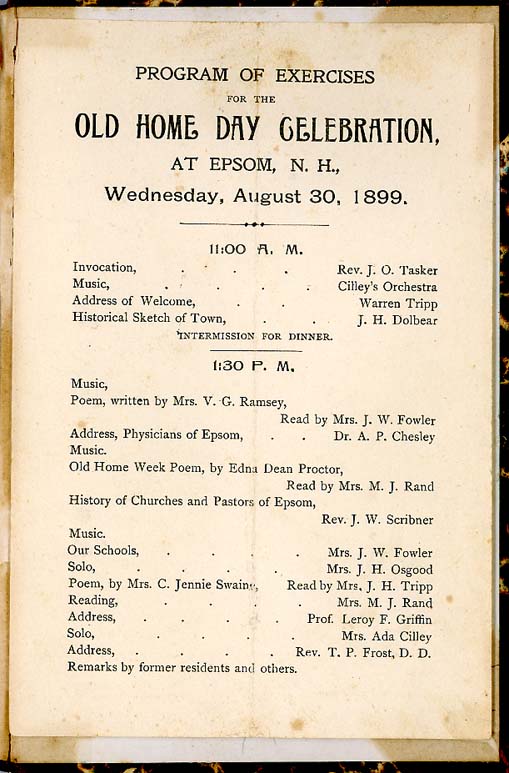 PROGRAM OF EXERCISES
FOR THE
OLD HOME DAY CELEBRATION,
AT EPSOM, N. H.,
Wednesday, August 30, 1899.
11:00 A. M.
Invocation, . . . . Rev. J. O. Tasker
Music, . . . . . Cilley's Orchestra
Address of Welcome, . . Warren Tripp
Historical Sketch of Town, . . . J. H. Dolbear
INTERMISSION FOR DINNER.
1:30 P. M.
Music,
Poem, written by Mrs. V. G. Ramsey,
Read by Mrs. J. W. Fowler
Address, Physicians of Epsom, . . Dr. A. P. Chesley
Music.
Old Home Week Poem, by Edna Dean Proctor,
Read by Mrs. M. J. Rand
History of Churches and Pastors of Epsom,
Rev. J. W. Scribner
Music.
Our Schools, . . . . Mrs. J. W. Fowler
Solo, . . . . . Mrs. J. H. Osgood
Poem, by Mrs. C. Jennie Swaine, Read by Mrs. J. H. Tripp
Reading, . . . . Mrs. M. J. Rand
Address, . . . . . Prof. Leroy F. Griffin
Solo, . . . . . Mrs. Ada Cilley
Address, . . . . . Rev. T. P. Frost, D. D.
Remarks by former residents and others.